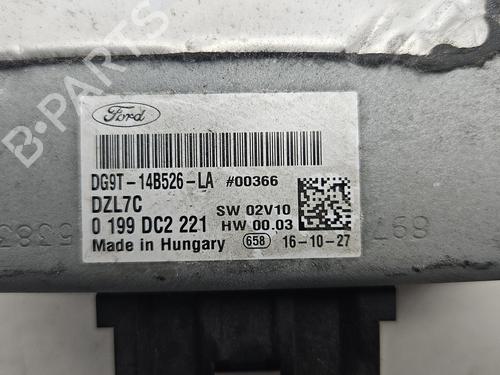 B-PARTS
Ford
DG9T-14B526-LA #00366
DZL7C SW 02V10
0 199 DC2 221 HW 00.03
Made in Hungary 658 16-10-27